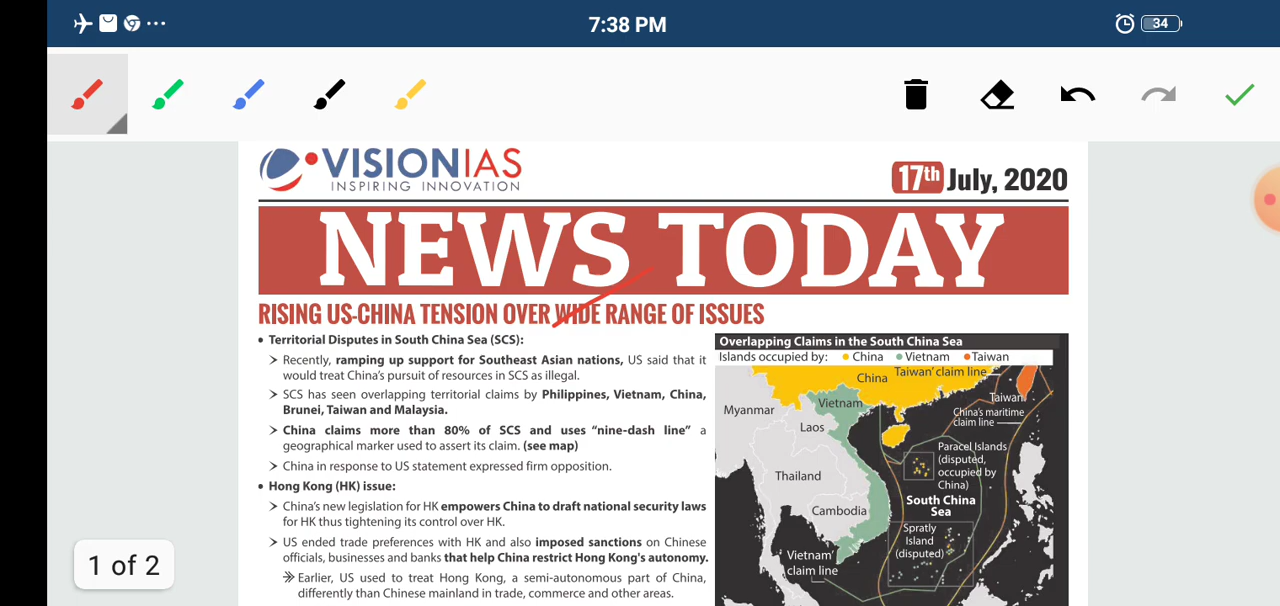 7:38 PM
34
VISIONIAS
INSPIRING INNOVATION
17th July, 2020
NEWS TODAY
RISING US-CHINA TENSION OVER WIDE RANGE OF ISSUES
• Territorial Disputes in South China Sea (SCS):
➢ Recently, ramping up support for Southeast Asian nations, US said that it
would treat China's pursuit of resources in SCS as illegal.
➢ SCS has seen overlapping territorial claims by Philippines, Vietnam, China,
Brunei, Taiwan and Malaysia.
➢ China claims more than 80% of SCS and uses “nine-dash line” a
geographical marker used to assert its claim. (see map)
➢ China in response to US statement expressed firm opposition.
• Hong Kong (HK) issue:
➢ China's new legislation for HK empowers China to draft national security laws
for HK thus tightening its control over HK.
➢ US ended trade preferences with HK and also imposed sanctions on Chinese
officials, businesses and banks that help China restrict Hong Kong's autonomy.
Earlier, US used to treat Hong Kong, a semi-autonomous part of China,
differently than Chinese mainland in trade, commerce and other areas.
Overlapping Claims in the South China Sea
Islands occupied by: • China • Vietnam • Taiwan
China
Taiwan' claim line
Taiwan
China's maritime
claim line
Myanmar
Vietnam
Laos
Thailand
Cambodia
Paracel Islands
(disputed,
occupied by
China)
South China
Sea
Spratly
Island
(disputed)
Vietnam'
claim line
1 of 2